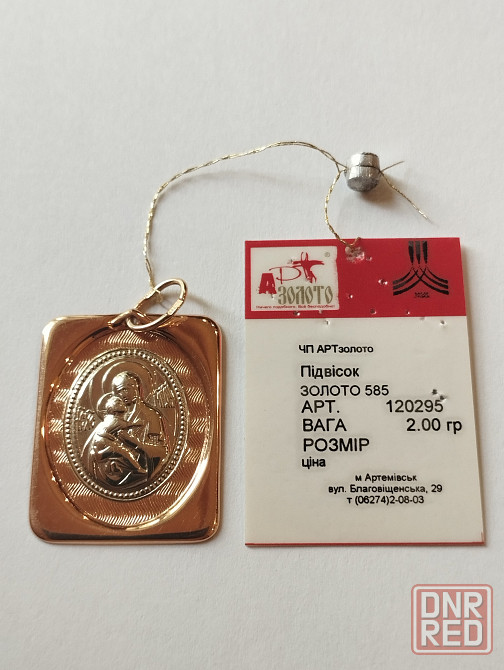 АРТ ®
ЗОЛОТО
ЧП АРТзолото
Підвісок
ЗОЛОТО 585
АРТ. 120295
ВАГА 2.00 гр
РОЗМІР
ціна
м Артемівськ
вул. Благовіщенська, 29
т (06274)2-08-03
DNR
RED